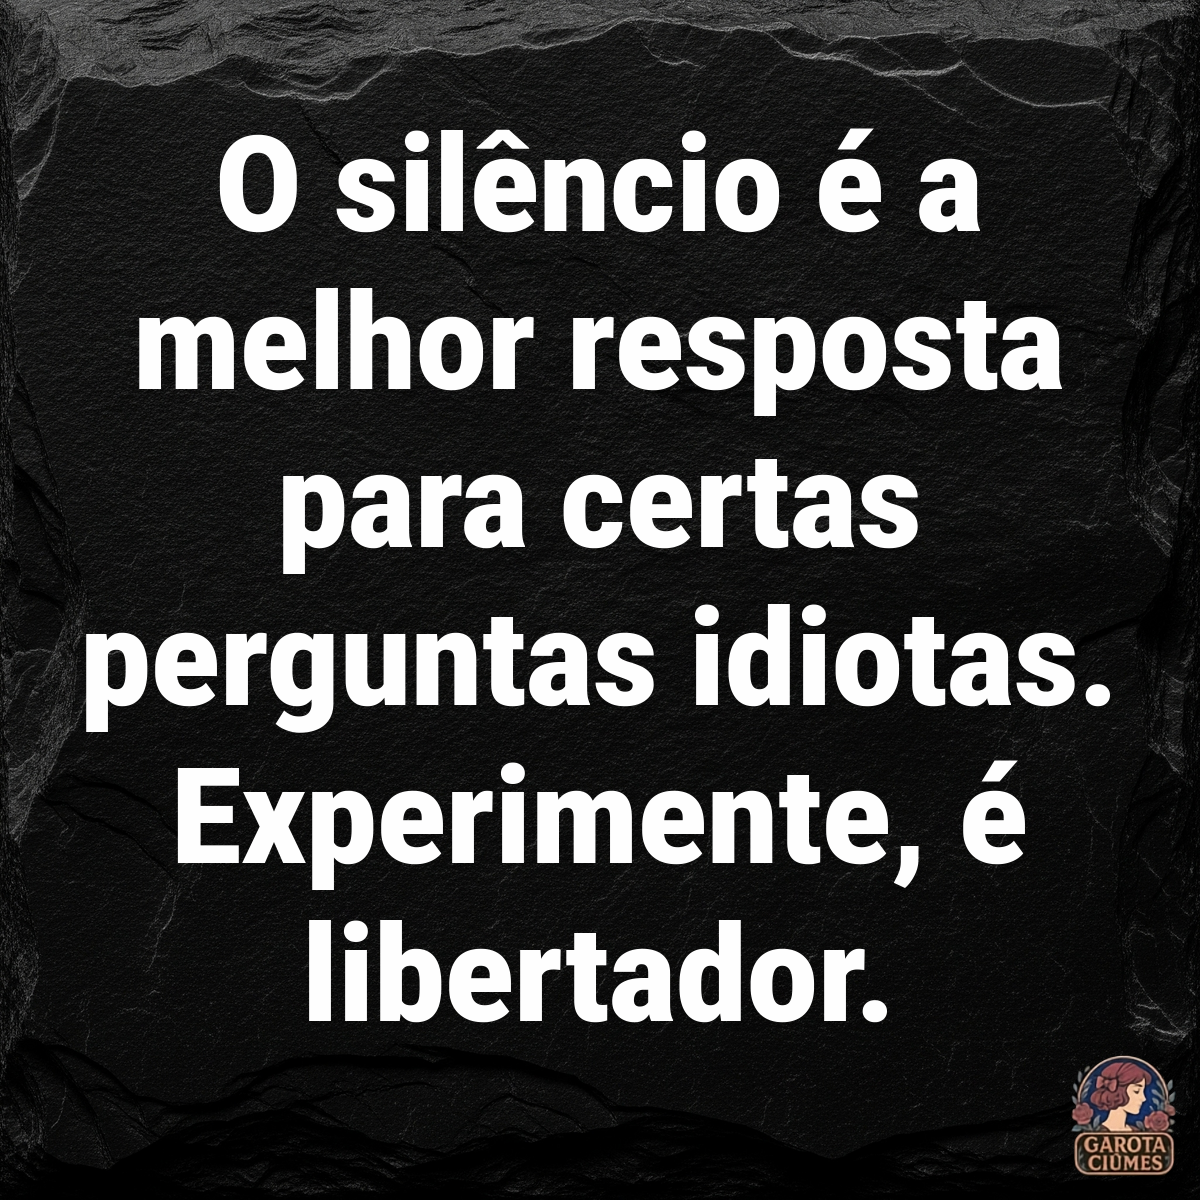 O silêncio é a
melhor resposta
para certas
perguntas idiotas.
Experimente, é
libertador.
GAROTA
CIÚMES